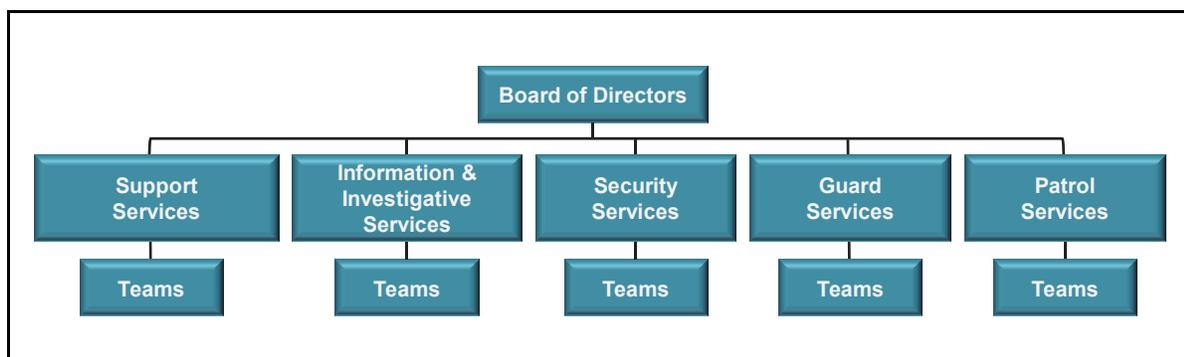 Board of Directors
Support
Services
Information &
Investigative
Services
Security
Services
Guard
Services
Patrol
Services
Teams
Teams
Teams
Teams
Teams